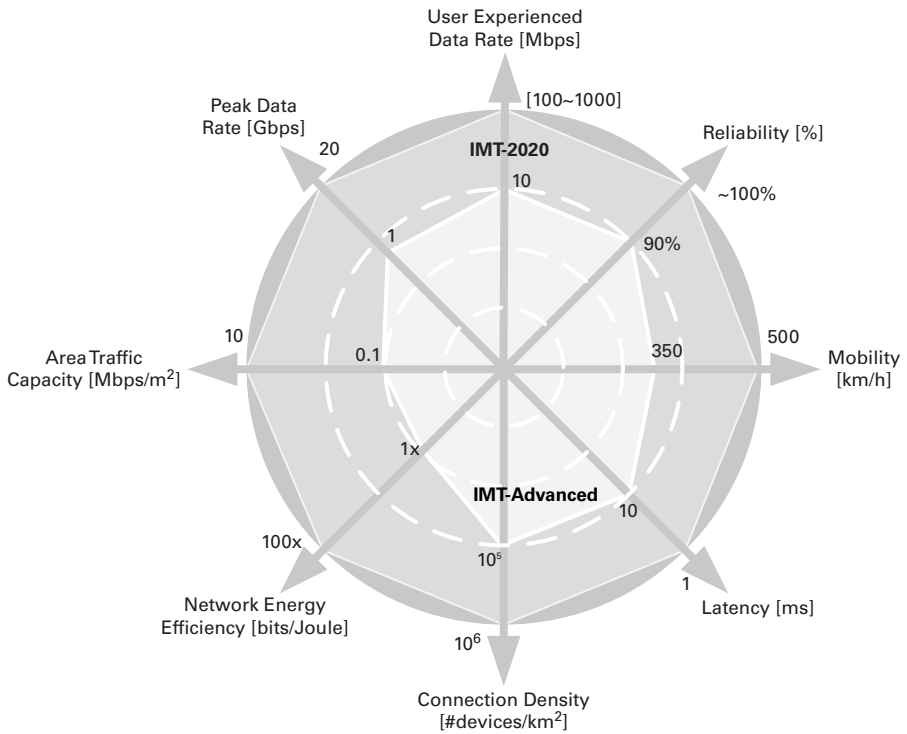 User Experienced
Data Rate [Mbps]
[100~1000]
Peak Data
Rate [Gbps]
20
Reliability [%]
~100%
IMT-2020
10
1
90%
10
Area Traffic
Capacity [Mbps/m²]
0.1
350
500
Mobility
[km/h]
1x
IMT-Advanced
10
100x
10⁵
1
Network Energy
Efficiency [bits/Joule]
Latency [ms]
10⁶
Connection Density
[#devices/km²]